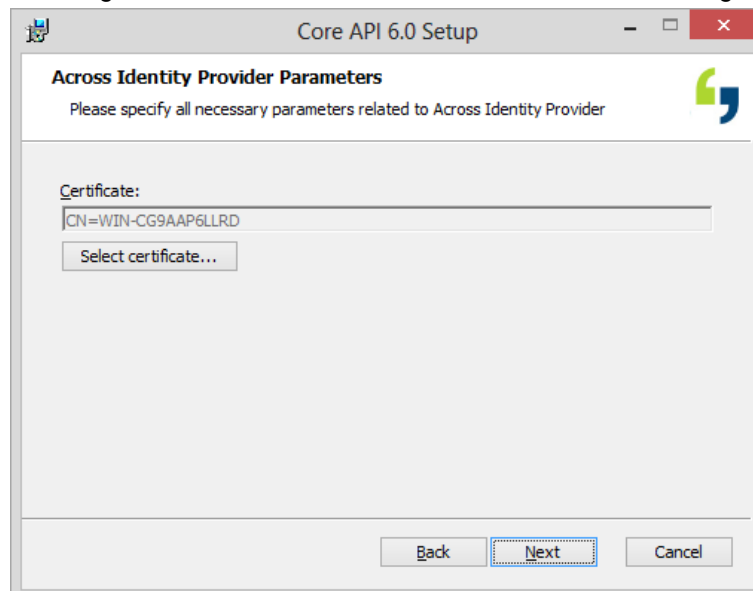 Core API 6.0 Setup
Across Identity Provider Parameters
Please specify all necessary parameters related to Across Identity Provider
Certificate:
CN=WIN-CG9AAP6LLRD
Select certificate...
Back Next Cancel